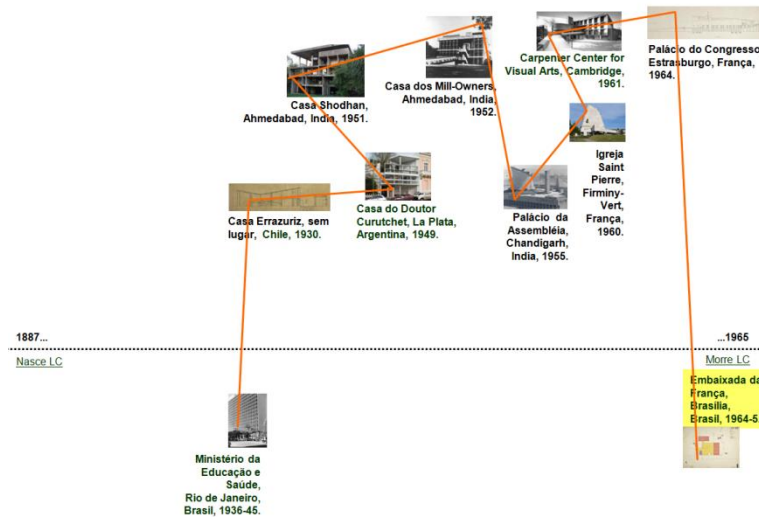 Casa Shodhan,
Ahmedabad, India, 1951.
Casa dos Mill-Owners,
Ahmedabad, India,
1952.
Carpenter Center for
Visual Arts, Cambridge,
1961.
Palácio do Congresso
Estrasburgo, França,
1964.
Casa Errazuriz, sem
lugar, Chile, 1930.
Casa do Doutor
Curutchet, La Plata,
Argentina, 1949.
Palácio da
Assembléia,
Chandigarh,
India, 1955.
Igreja
Saint
Pierre,
Firminy-
Vert,
França,
1960.
1887...
...1965
Nasce LC
Morre LC
Ministério da
Educação e
Saúde,
Rio de Janeiro,
Brasil, 1936-45.
Embaixada da
França,
Brasília,
Brasil, 1964-5